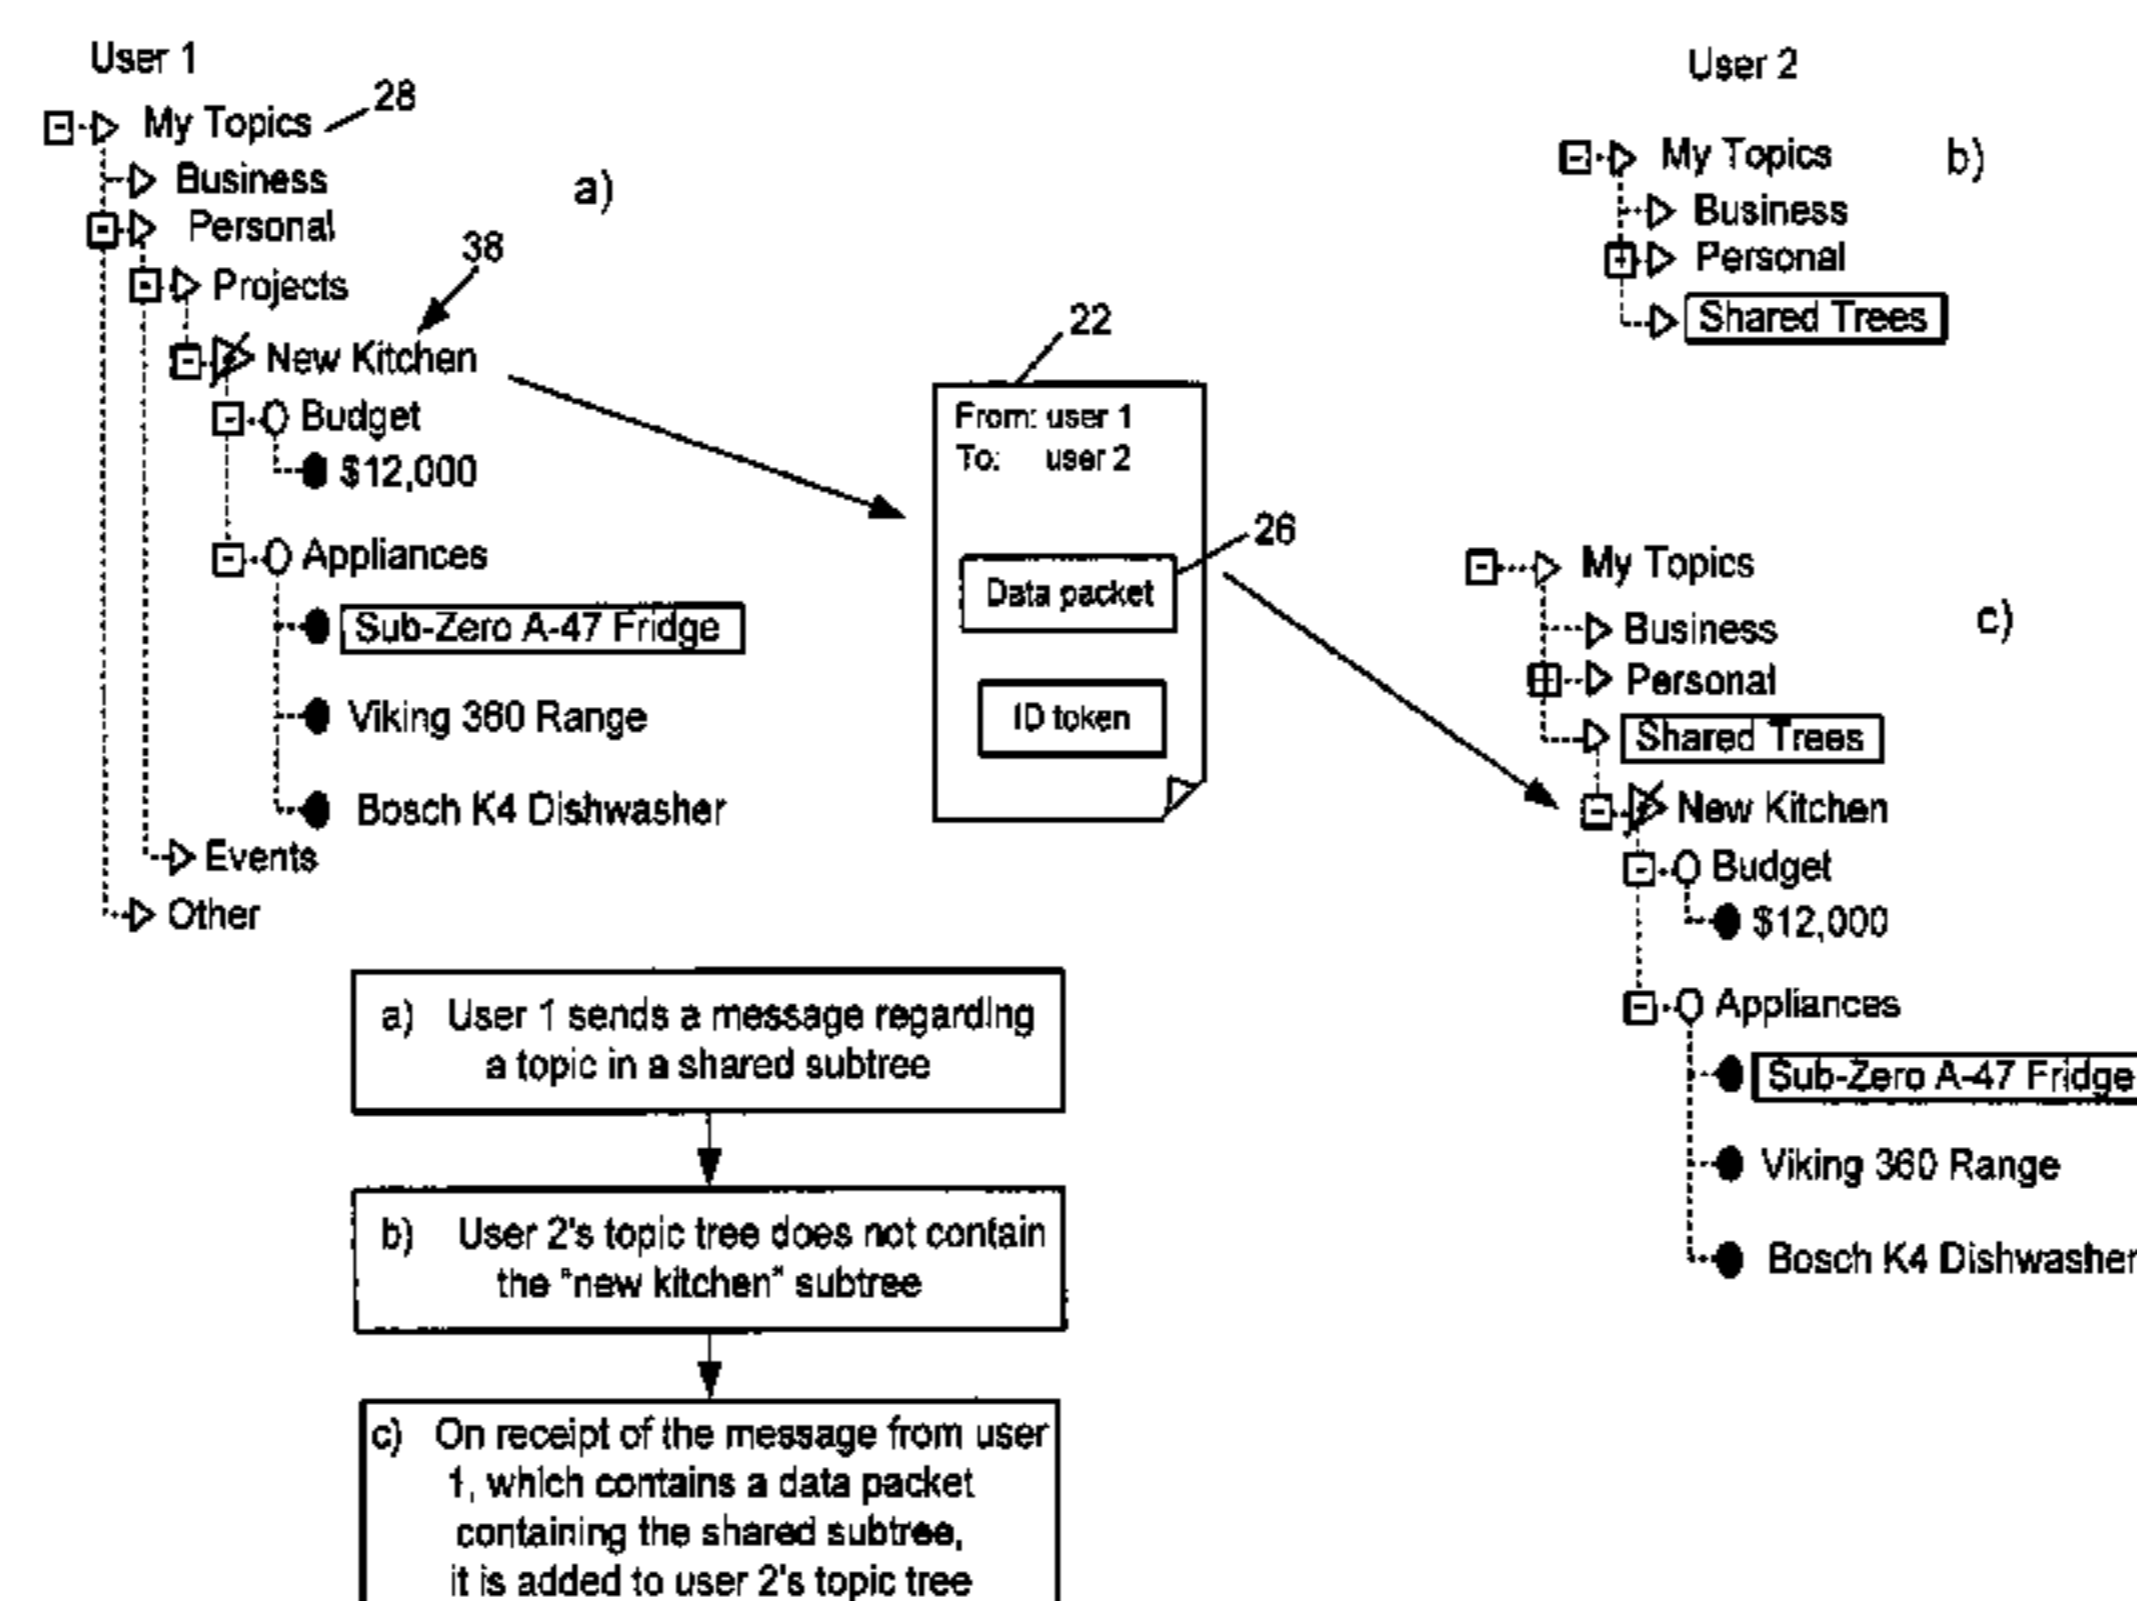 User 1
My Topics
28
Business
a)
Personal
38
Projects
New Kitchen
Budget
$12,000
Appliances
Sub-Zero A-47 Fridge
Viking 360 Range
Bosch K4 Dishwasher
Events
Other
22
From: user 1
To: user 2
26
Data packet
ID token
User 2
My Topics
b)
Business
Personal
Shared Trees
My Topics
c)
Business
Personal
Shared Trees
New Kitchen
Budget
$12,000
Appliances
Sub-Zero A-47 Fridge
Viking 360 Range
Bosch K4 Dishwasher
a) User 1 sends a message regarding
a topic in a shared subtree
b) User 2's topic tree does not contain
the "new kitchen" subtree
c) On receipt of the message from user
1, which contains a data packet
containing the shared subtree,
it is added to user 2's topic tree